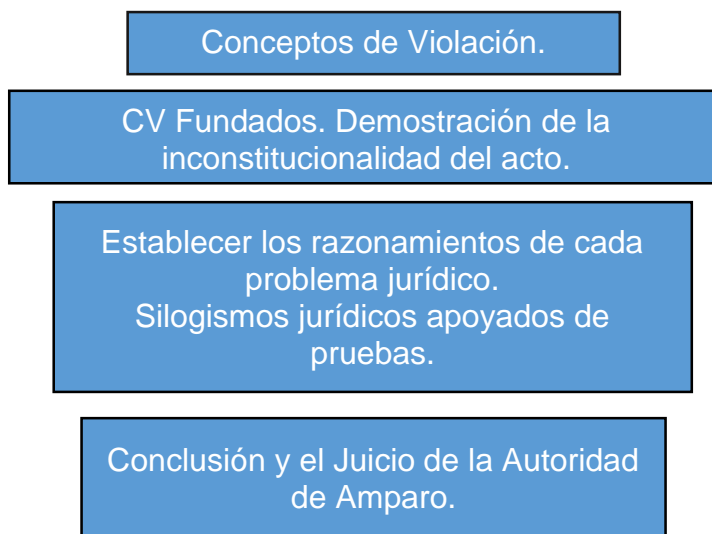 Conceptos de Violación.
CV Fundados. Demostración de la
inconstitucionalidad del acto.
Establecer los razonamientos de cada
problema jurídico.
Silogismos jurídicos apoyados de
pruebas.
Conclusión y el Juicio de la Autoridad
de Amparo.